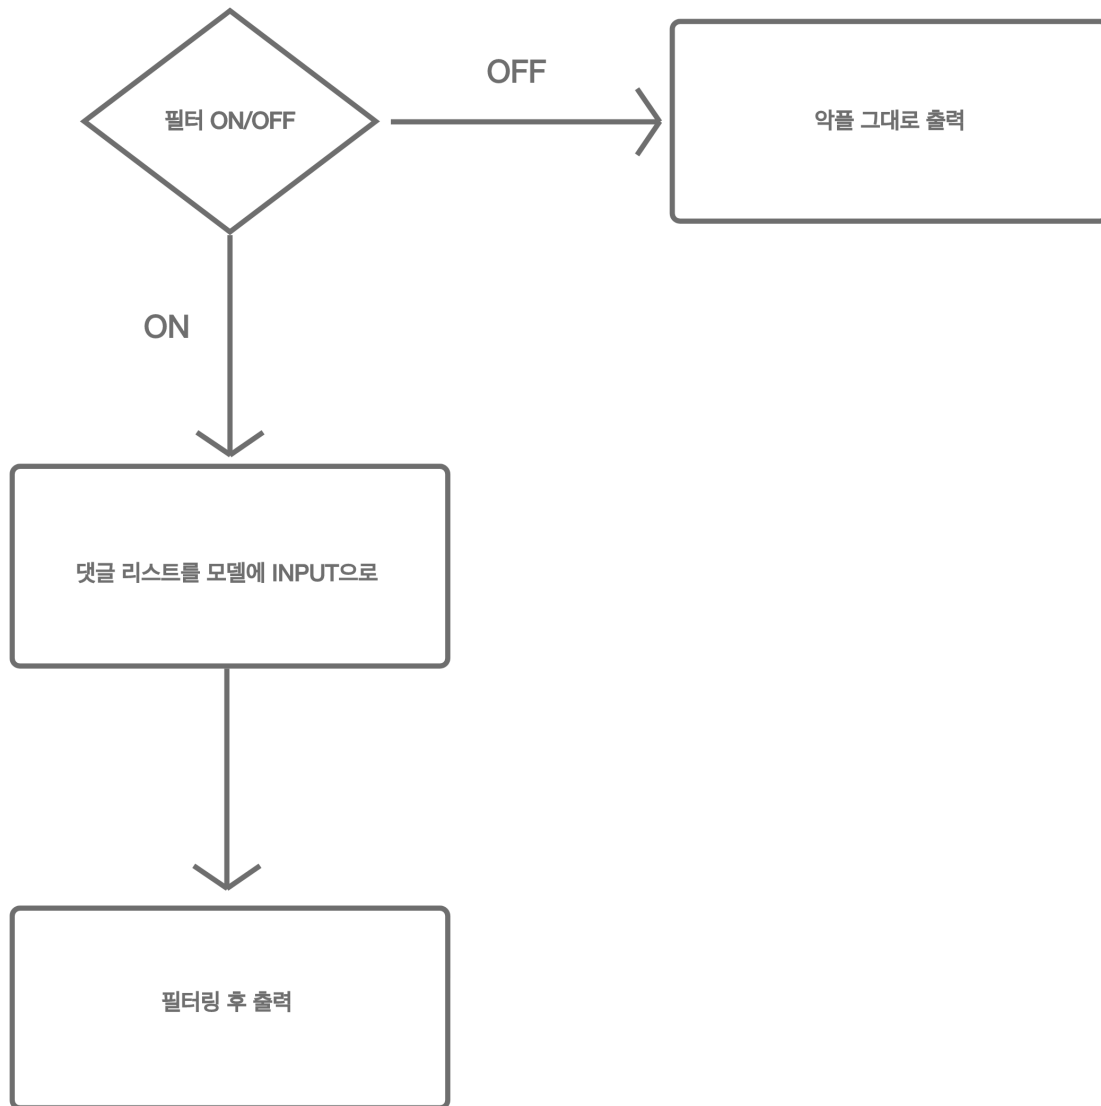 필터 ON/OFF
OFF
악플 그대로 출력
ON
댓글 리스트를 모델에 INPUT으로
필터링 후 출력